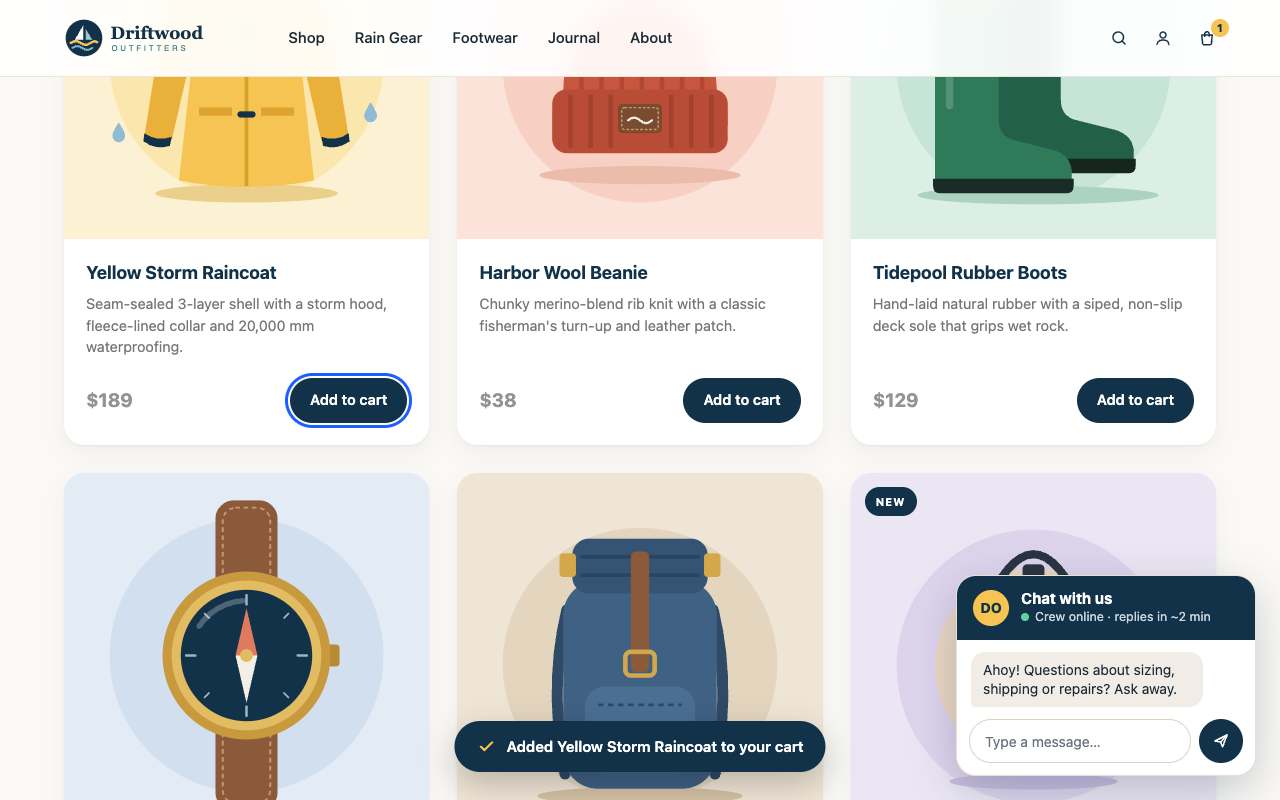 Driftwood
OUTFITTERS
Shop
Rain Gear
Footwear
Journal
About
1
Yellow Storm Raincoat
Seam-sealed 3-layer shell with a storm hood,
fleece-lined collar and 20,000 mm
waterproofing.
$189
Add to cart
Harbor Wool Beanie
Chunky merino-blend rib knit with a classic
fisherman's turn-up and leather patch.
$38
Add to cart
Tidepool Rubber Boots
Hand-laid natural rubber with a siped, non-slip
deck sole that grips wet rock.
$129
Add to cart
NEW
Added Yellow Storm Raincoat to your cart
DO
Chat with us
Crew online · replies in ~2 min
Ahoy! Questions about sizing,
shipping or repairs? Ask away.
Type a message...